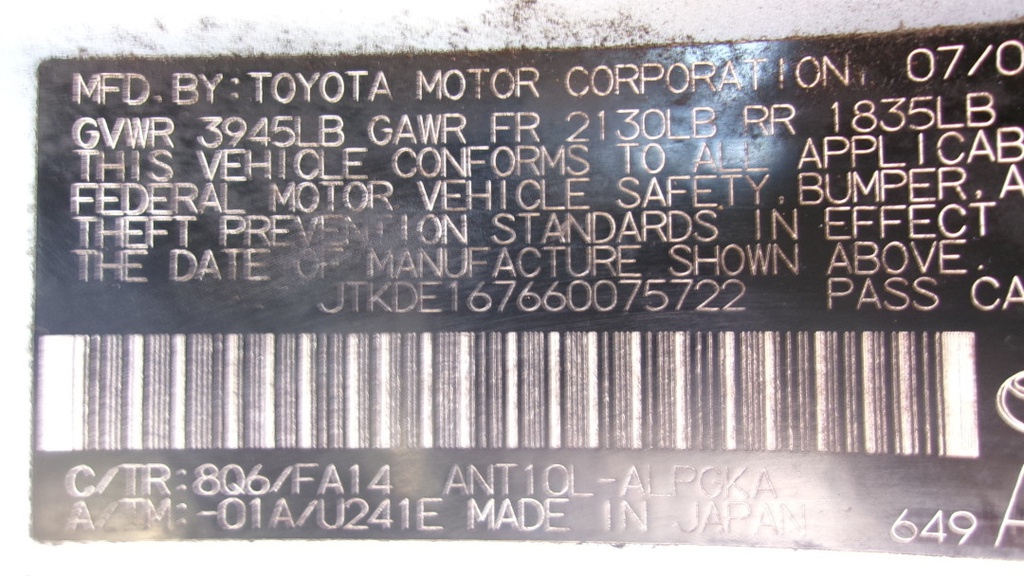 MFD. BY: TOYOTA MOTOR CORPORATION 07/0
GVWR 3945LB GAWR FR 2130LB RR 1835LB
THIS VEHICLE CONFORMS TO ALL APPLICAB
FEDERAL MOTOR VEHICLE SAFETY, BUMPER, A
THEFT PREVENTION STANDARDS IN EFFECT
THE DATE OF MANUFACTURE SHOWN ABOVE.
JTKDE167660075722 PASS CA
C/TR: 8Q6/FA14 ANT10L-ALPGKA
A/TM: -01A/U241E MADE IN JAPAN
649